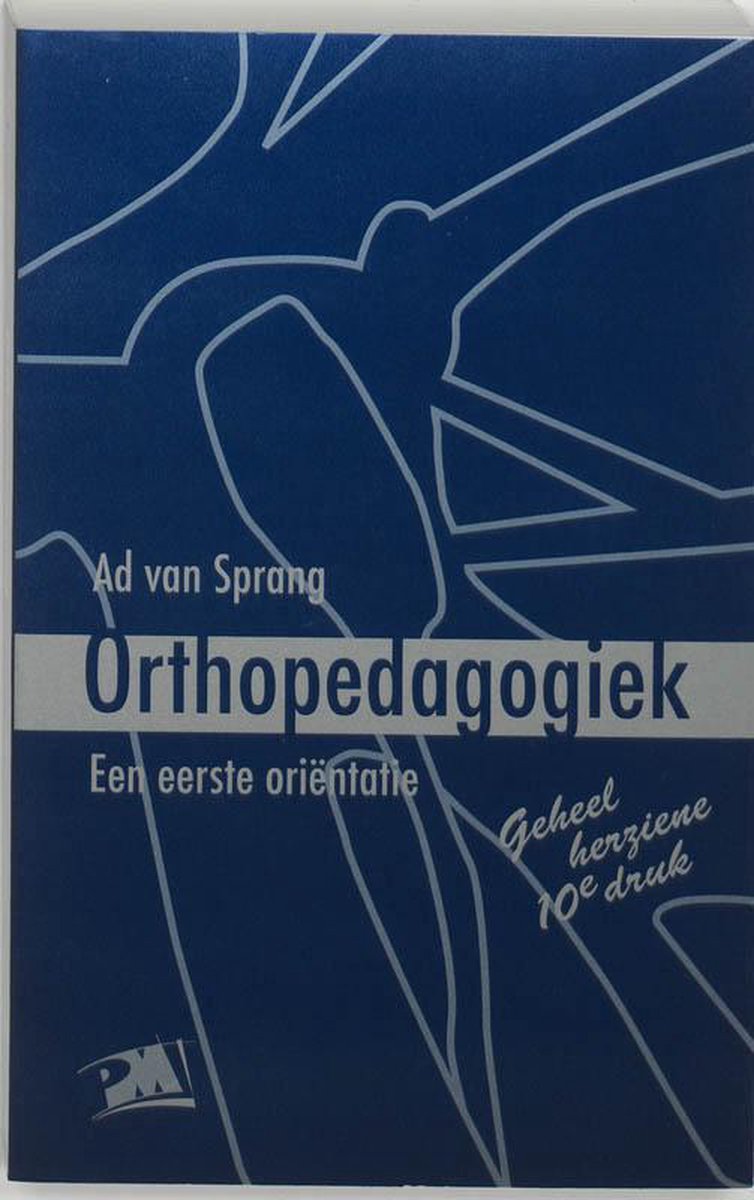 Ad van Sprang
Orthopedagogiek
Een eerste oriëntatie
Geheel
herziene
10e druk
PM